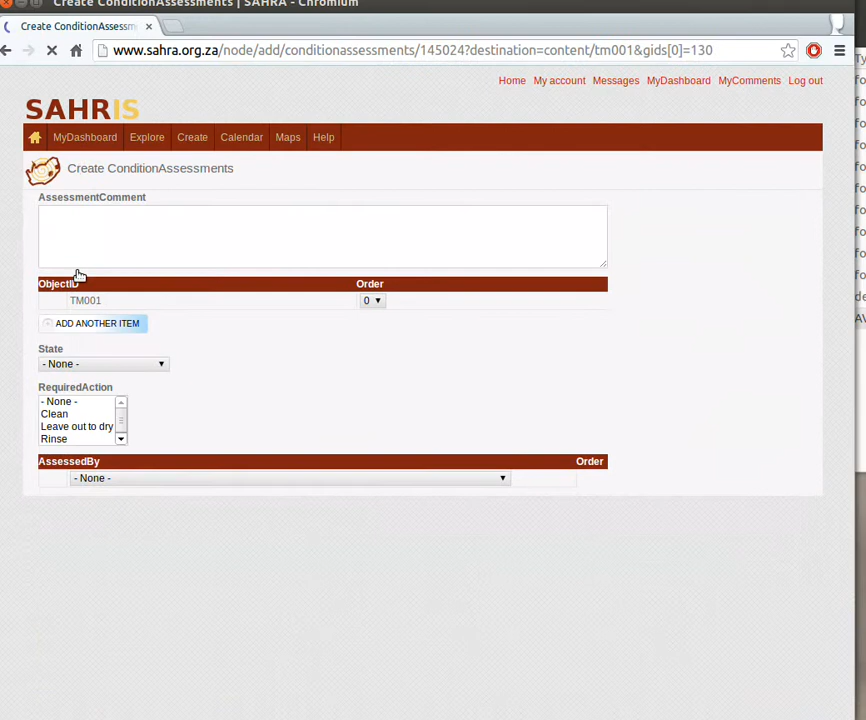 Create ConditionAssessments | SAHRA - Chromium
Create ConditionAssessm
www.sahra.org.za/node/add/conditionassessments/145024?destination=content/tm001&gids[0]=130
Home My account Messages MyDashboard MyComments Log out
SAHRIS
MyDashboard Explore Create Calendar Maps Help
Create ConditionAssessments
AssessmentComment
ObjectID Order
TM001 0
ADD ANOTHER ITEM
State
- None -
RequiredAction
- None -
Clean
Leave out to dry
Rinse
AssessedBy Order
- None -